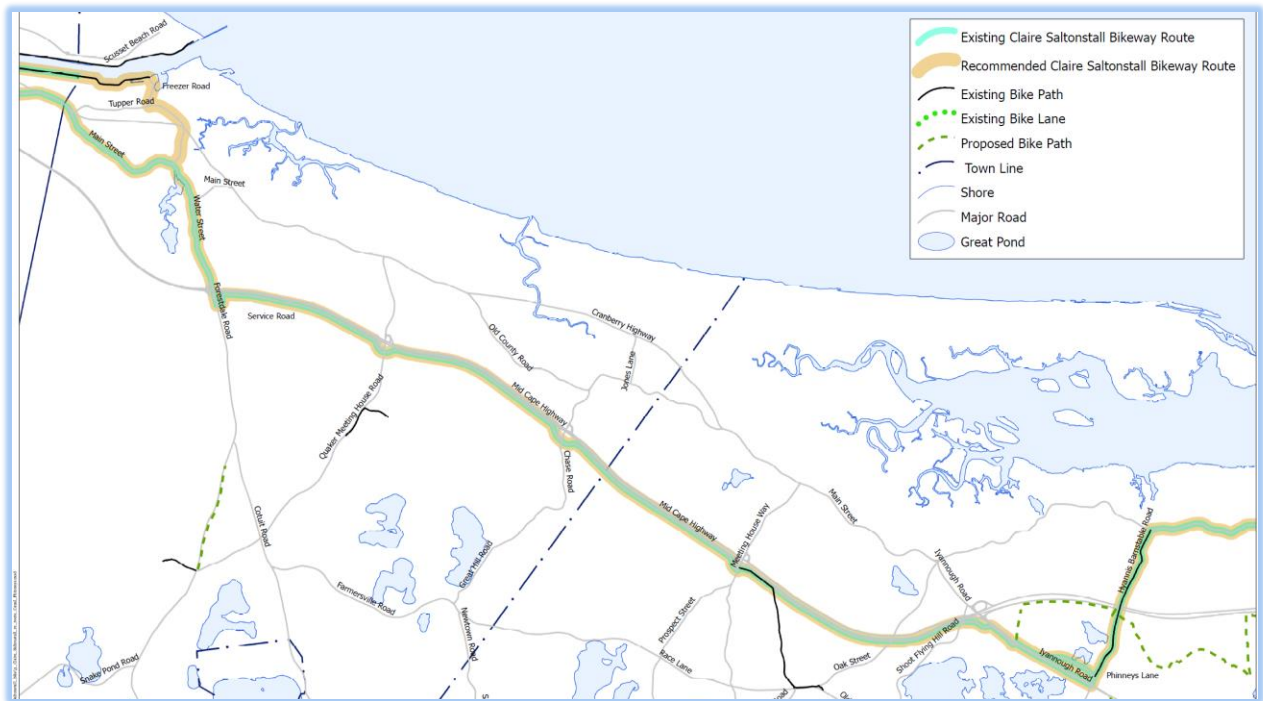 Existing Claire Saltonstall Bikeway Route
Recommended Claire Saltonstall Bikeway Route
Existing Bike Path
Existing Bike Lane
Proposed Bike Path
Town Line
Shore
Major Road
Great Pond
Scusset Beach Road
Freezer Road
Tupper Road
Main Street
Main Street
Water Street
Forestdale Road
Service Road
Cranberry Highway
Old County Road
Jones Lane
Mid Cape Highway
Quaker Meeting House Road
Chase Road
Mid Cape Highway
Meeting House Way
Main Street
Hyannis Barnstable Road
Cotuit Road
Great Hill Road
Iyannough Road
Farmersville Road
Newtown Road
Prospect Street
Shoot Flying Hill Road
Race Lane
Oak Street
Iyannough Road
Phinneys Lane
Snake Pond Road